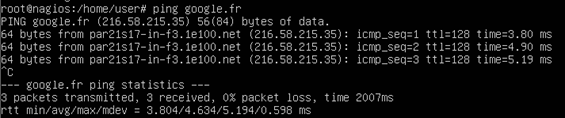 root@nagios:/home/user# ping google.fr
PING google.fr (216.58.215.35) 56(84) bytes of data.
64 bytes from par21s17-in-f3.1e100.net (216.58.215.35): icmp_seq=1 ttl=128 time=3.80 ms
64 bytes from par21s17-in-f3.1e100.net (216.58.215.35): icmp_seq=2 ttl=128 time=4.90 ms
64 bytes from par21s17-in-f3.1e100.net (216.58.215.35): icmp_seq=3 ttl=128 time=5.19 ms
^C
--- google.fr ping statistics ---
3 packets transmitted, 3 received, 0% packet loss, time 2007ms
rtt min/avg/max/mdev = 3.804/4.634/5.194/0.598 ms